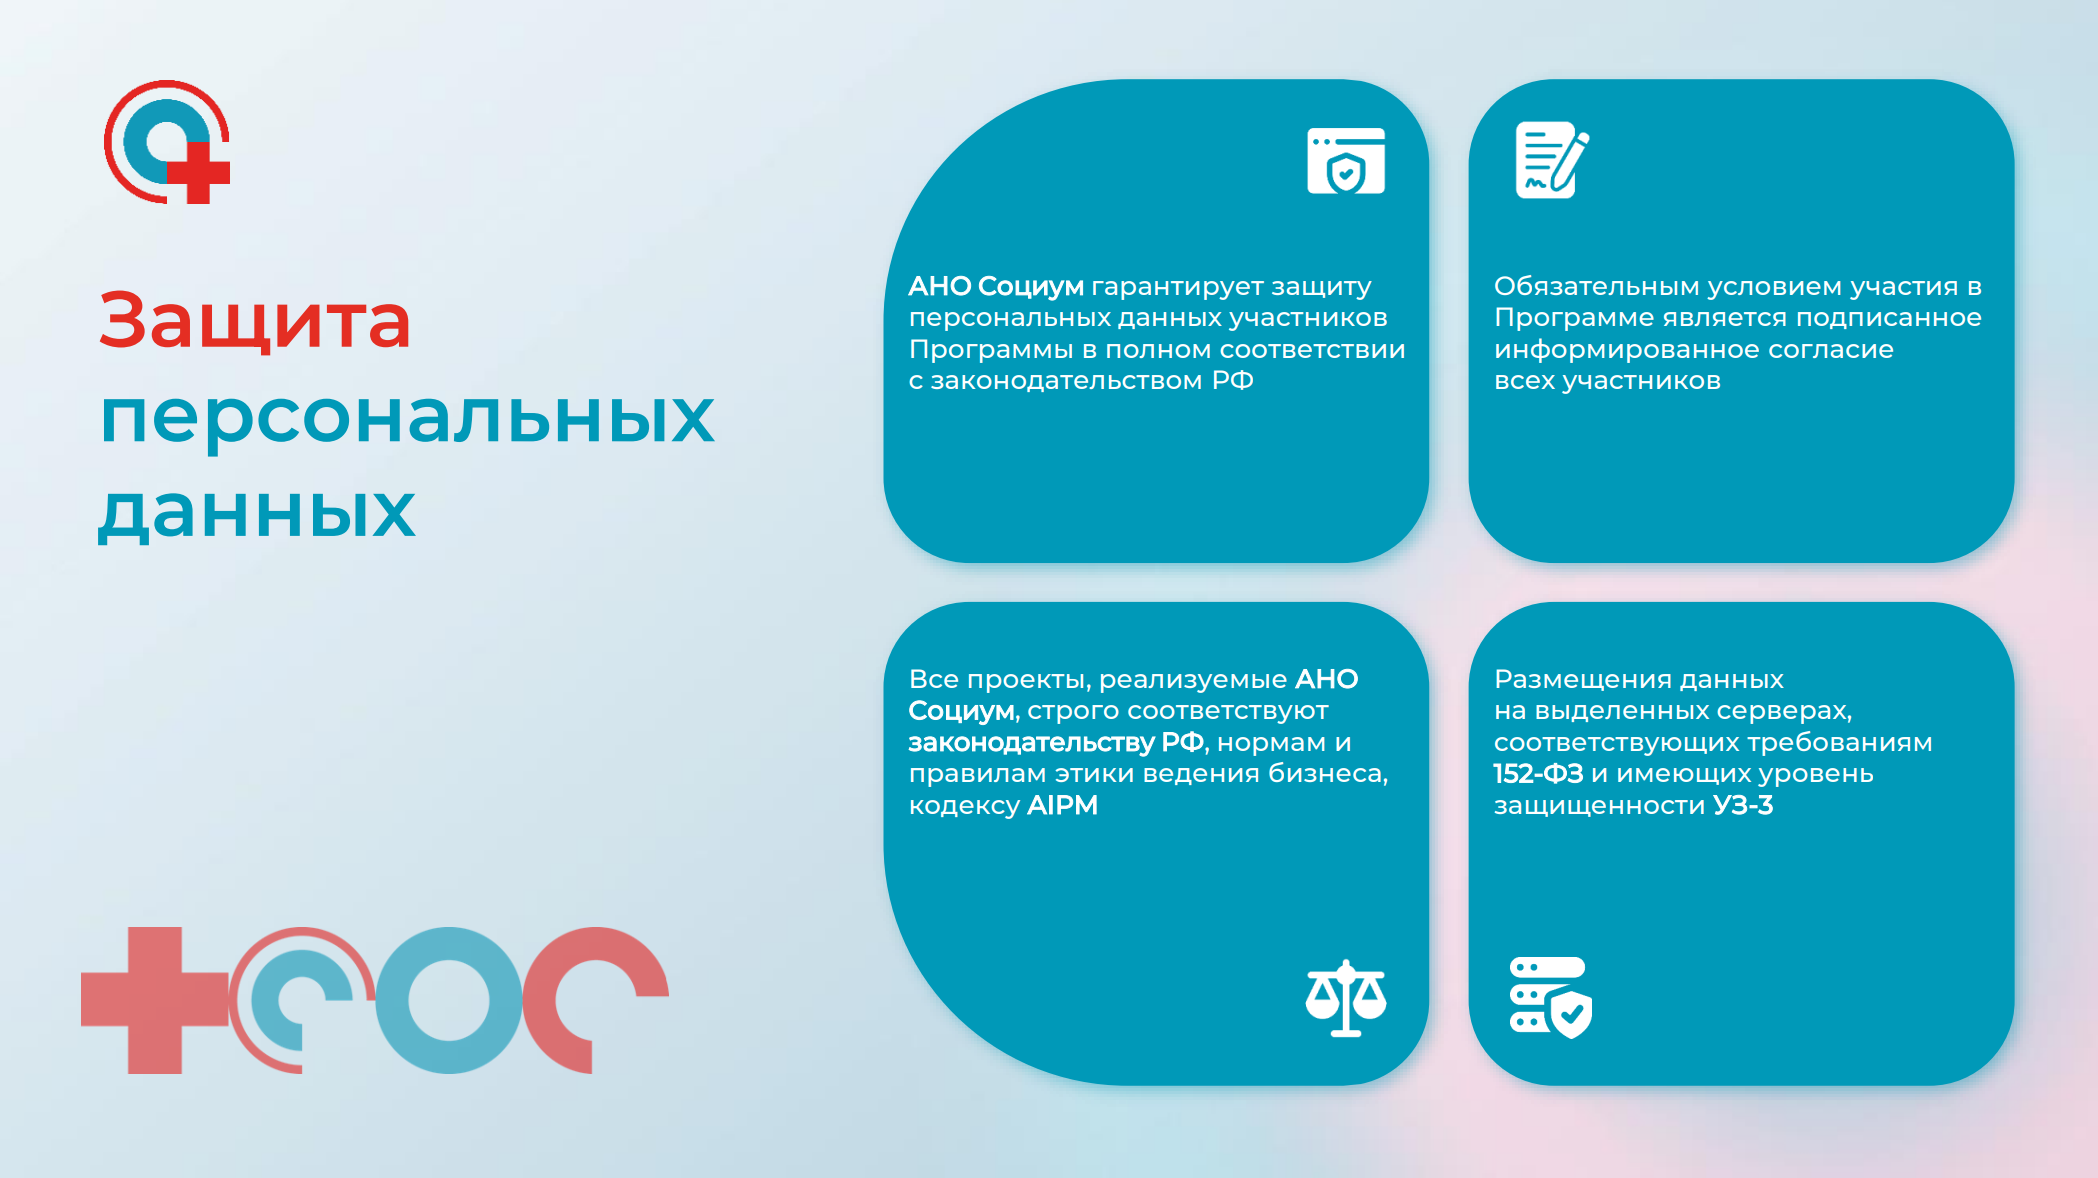 Защита
персональных
данных
АНО Социум гарантирует защиту
персональных данных участников
Программы в полном соответствии
с законодательством РФ
Обязательным условием участия в
Программе является подписанное
информированное согласие
всех участников
Все проекты, реализуемые АНО
Социум, строго соответствуют
законодательству РФ, нормам и
правилам этики ведения бизнеса,
кодексу AIPM
Размещения данных
на выделенных серверах,
соответствующих требованиям
152-ФЗ и имеющих уровень
защищенности УЗ-3